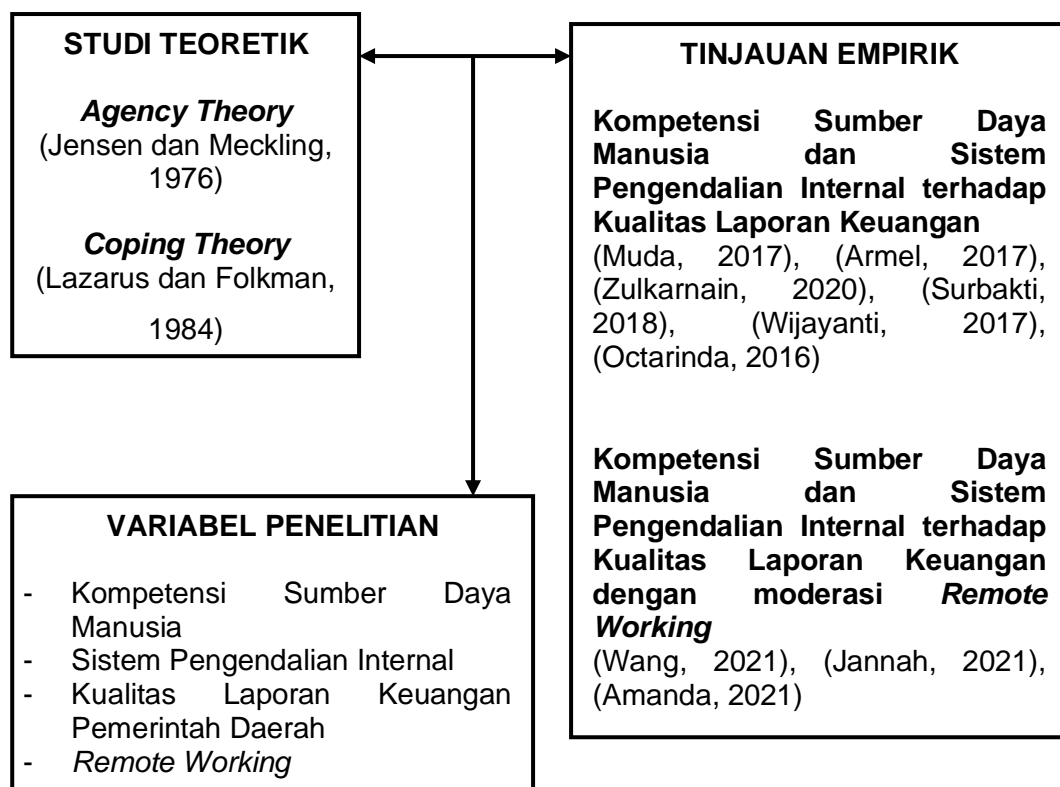 STUDI TEORETIK
Agency Theory
(Jensen dan Meckling,
1976)
Coping Theory
(Lazarus dan Folkman,
1984)
TINJAUAN EMPIRIK
Kompetensi Sumber Daya
Manusia dan Sistem
Pengendalian Internal terhadap
Kualitas Laporan Keuangan
(Muda, 2017), (Armel, 2017),
(Zulkarnain, 2020), (Surbakti,
2018), (Wijayanti, 2017),
(Octarinda, 2016)
Kompetensi Sumber Daya
Manusia dan Sistem
Pengendalian Internal terhadap
Kualitas Laporan Keuangan
dengan moderasi Remote
Working
(Wang, 2021), (Jannah, 2021),
(Amanda, 2021)
VARIABEL PENELITIAN
- Kompetensi Sumber Daya
Manusia
- Sistem Pengendalian Internal
- Kualitas Laporan Keuangan
Pemerintah Daerah
- Remote Working